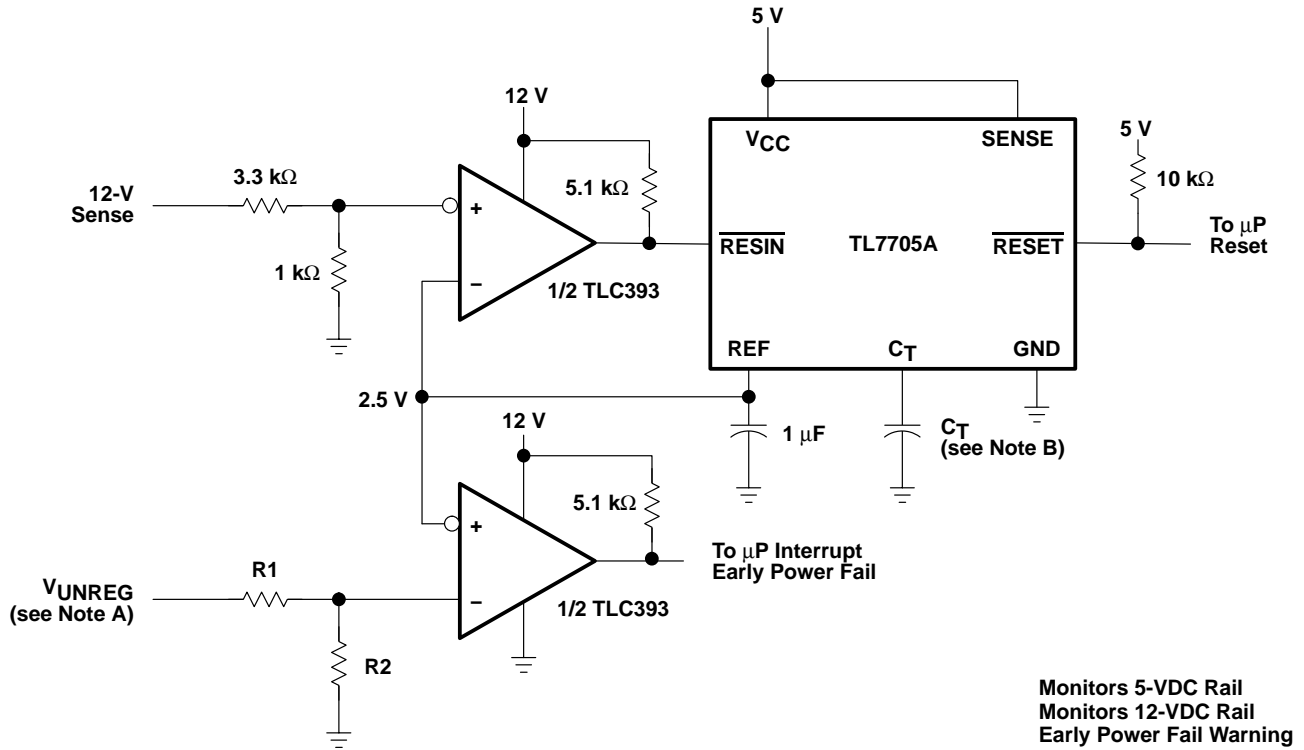 5 V
12 V
VCC
SENSE
5 V
3.3 kΩ
5.1 kΩ
10 kΩ
12-V
Sense
+
RESIN
TL7705A
RESET
To μP
Reset
1 kΩ
−
1/2 TLC393
REF
CT
GND
2.5 V
12 V
1 μF
CT
(see Note B)
5.1 kΩ
+
To μP Interrupt
Early Power Fail
R1
VUNREG
(see Note A)
−
1/2 TLC393
R2
Monitors 5-VDC Rail
Monitors 12-VDC Rail
Early Power Fail Warning